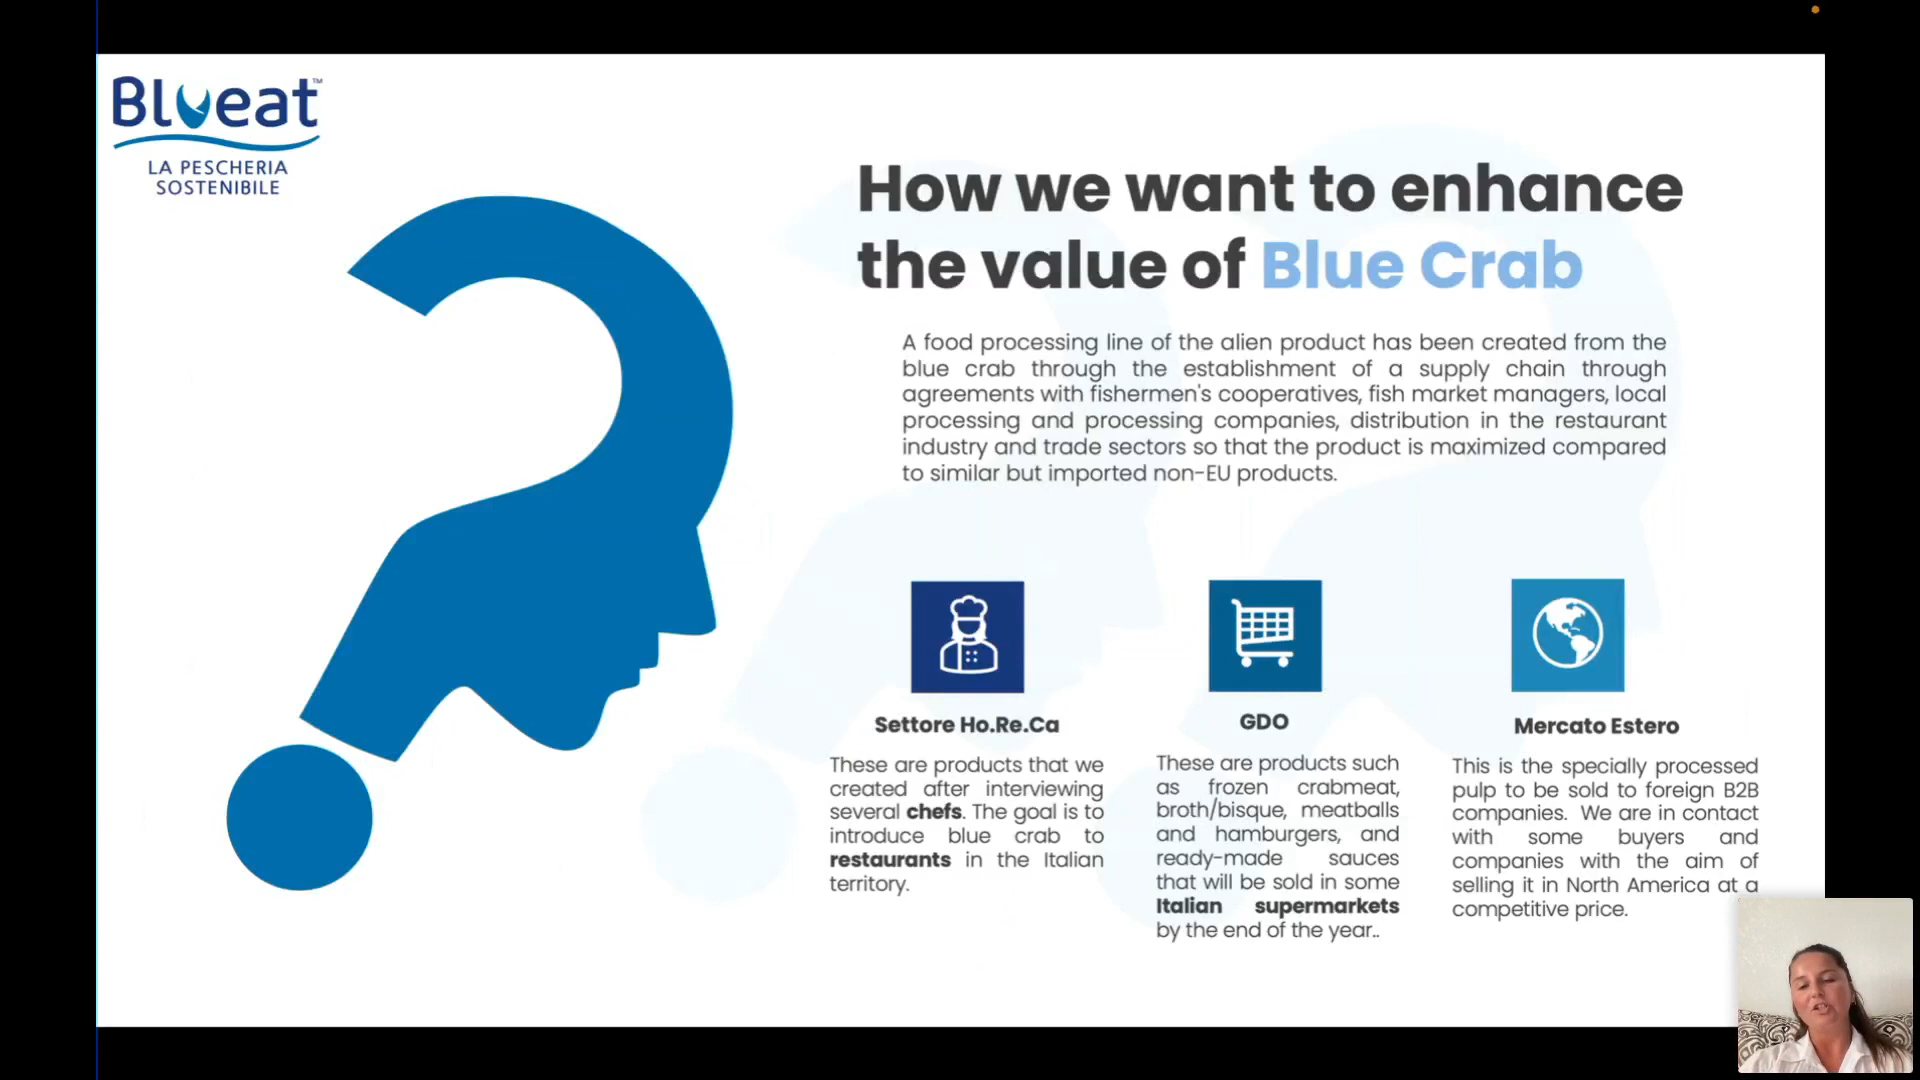 Blueat™
LA PESCHERIA
SOSTENIBILE
How we want to enhance
the value of Blue Crab
A food processing line of the alien product has been created from the
blue crab through the establishment of a supply chain through
agreements with fishermen's cooperatives, fish market managers, local
processing and processing companies, distribution in the restaurant
industry and trade sectors so that the product is maximized compared
to similar but imported non-EU products.
Settore Ho.Re.Ca
These are products that we
created after interviewing
several chefs. The goal is to
introduce blue crab to
restaurants in the Italian
territory.
GDO
These are products such
as frozen crabmeat,
broth/bisque, meatballs
and hamburgers, and
ready-made sauces
that will be sold in some
Italian supermarkets
by the end of the year..
Mercato Estero
This is the specially processed
pulp to be sold to foreign B2B
companies. We are in contact
with some buyers and
companies with the aim of
selling it in North America at a
competitive price.